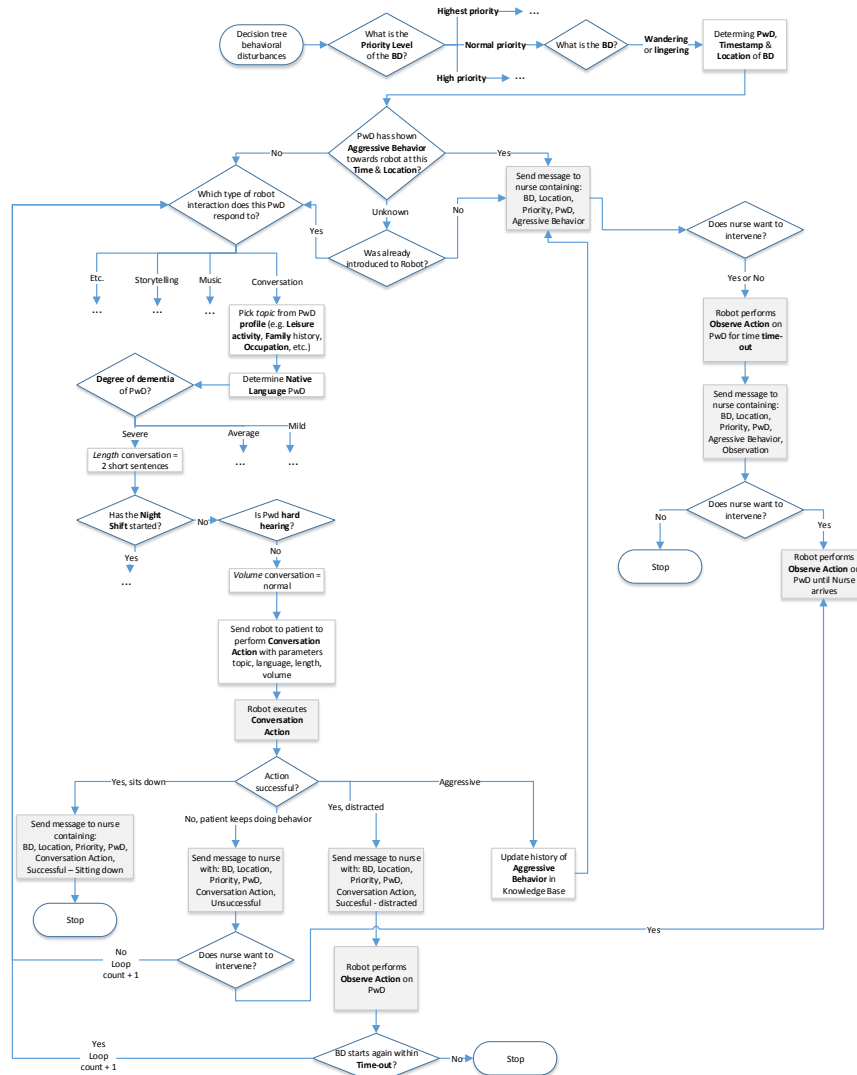 Highest priority
...
Decision tree
behavioral
disturbances
What is the
Priority Level
of the BD?
Normal priority
What is the BD?
Wandering
or lingering
Determing PwD,
Timestamp &
Location of BD
High priority
...
PwD has shown
Aggressive Behavior
towards robot at this
Time & Location?
No
Yes
Unknown
Which type of robot
interaction does this PwD
respond to?
Yes
Was already
introduced to Robot?
No
Send message to
nurse containing:
BD, Location,
Priority, PwD,
Agressive Behavior
Does nurse want to
intervene?
Yes or No
Robot performs
Observe Action on
PwD for time time-
out
Send message to
nurse containing:
BD, Location,
Priority, PwD,
Agressive Behavior,
Observation
Does nurse want to
intervene?
No
Yes
Stop
Robot performs
Observe Action on
PwD until Nurse
arrives
Etc.
Storytelling
Music
Conversation
...
...
...
Pick topic from PwD
profile (e.g. Leisure
activity, Family history,
Occupation, etc.)
Determine Native
Language PwD
Degree of dementia
of PwD?
Severe
Average
Mild
...
...
Length conversation =
2 short sentences
Has the Night
Shift started?
No
Yes
...
Is Pwd hard
hearing?
No
Volume conversation =
normal
Send robot to patient to
perform Conversation
Action with parameters
topic, language, length,
volume
Robot executes
Conversation
Action
Action
successful?
Yes, sits down
No, patient keeps doing behavior
Yes, distracted
Aggressive
Send message to nurse
containing:
BD, Location, Priority, PwD,
Conversation Action,
Successful – Sitting down
Stop
Send message to nurse
with: BD, Location,
Priority, PwD,
Conversation Action,
Unsuccessful
Send message to nurse
with: BD, Location,
Priority, PwD,
Conversation Action,
Succesful - distracted
Update history of
Aggressive
Behavior in
Knowledge Base
Does nurse want to
intervene?
Yes
No
Loop
count + 1
Robot performs
Observe Action on
PwD
BD starts again within
Time-out?
Yes
Loop
count + 1
No
Stop